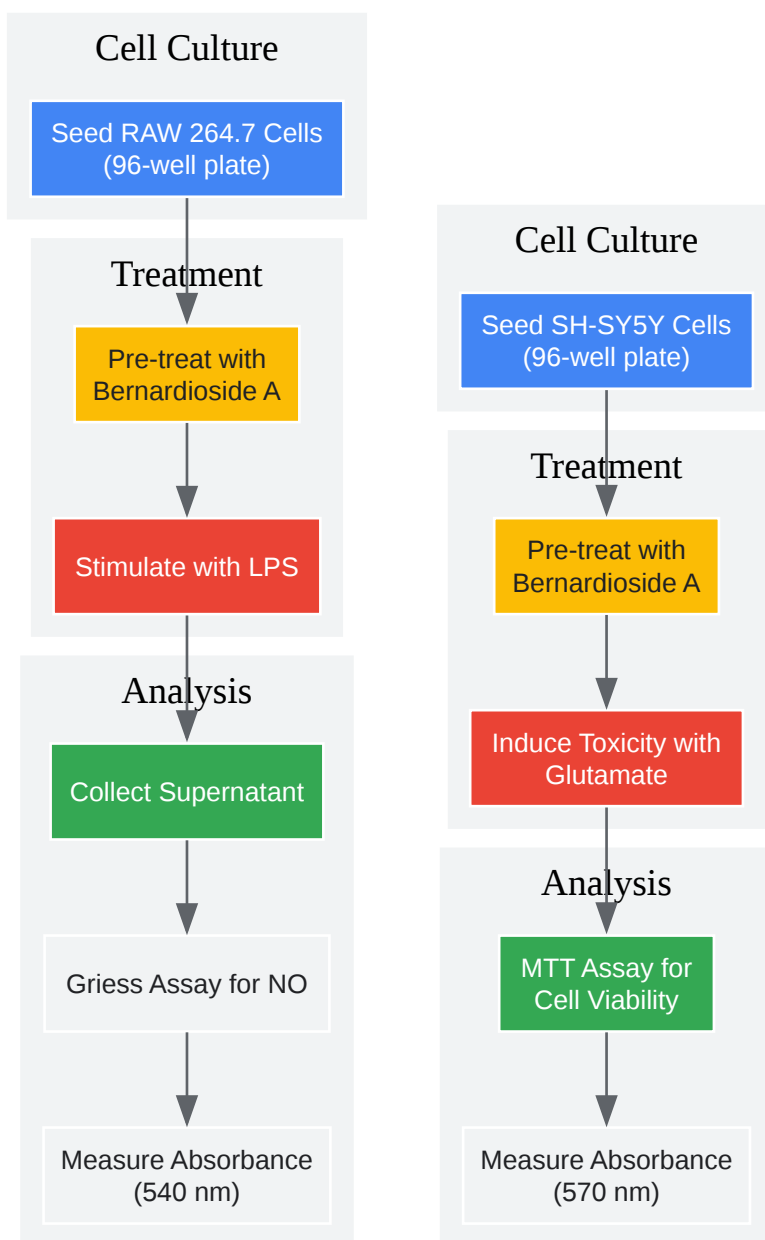 Cell Culture
Seed RAW 264.7 Cells
(96-well plate)
Treatment
Pre-treat with
Bernardioside A
Stimulate with LPS
Analysis
Collect Supernatant
Griess Assay for NO
Measure Absorbance
(540 nm)
Cell Culture
Seed SH-SY5Y Cells
(96-well plate)
Treatment
Pre-treat with
Bernardioside A
Induce Toxicity with
Glutamate
Analysis
MTT Assay for
Cell Viability
Measure Absorbance
(570 nm)